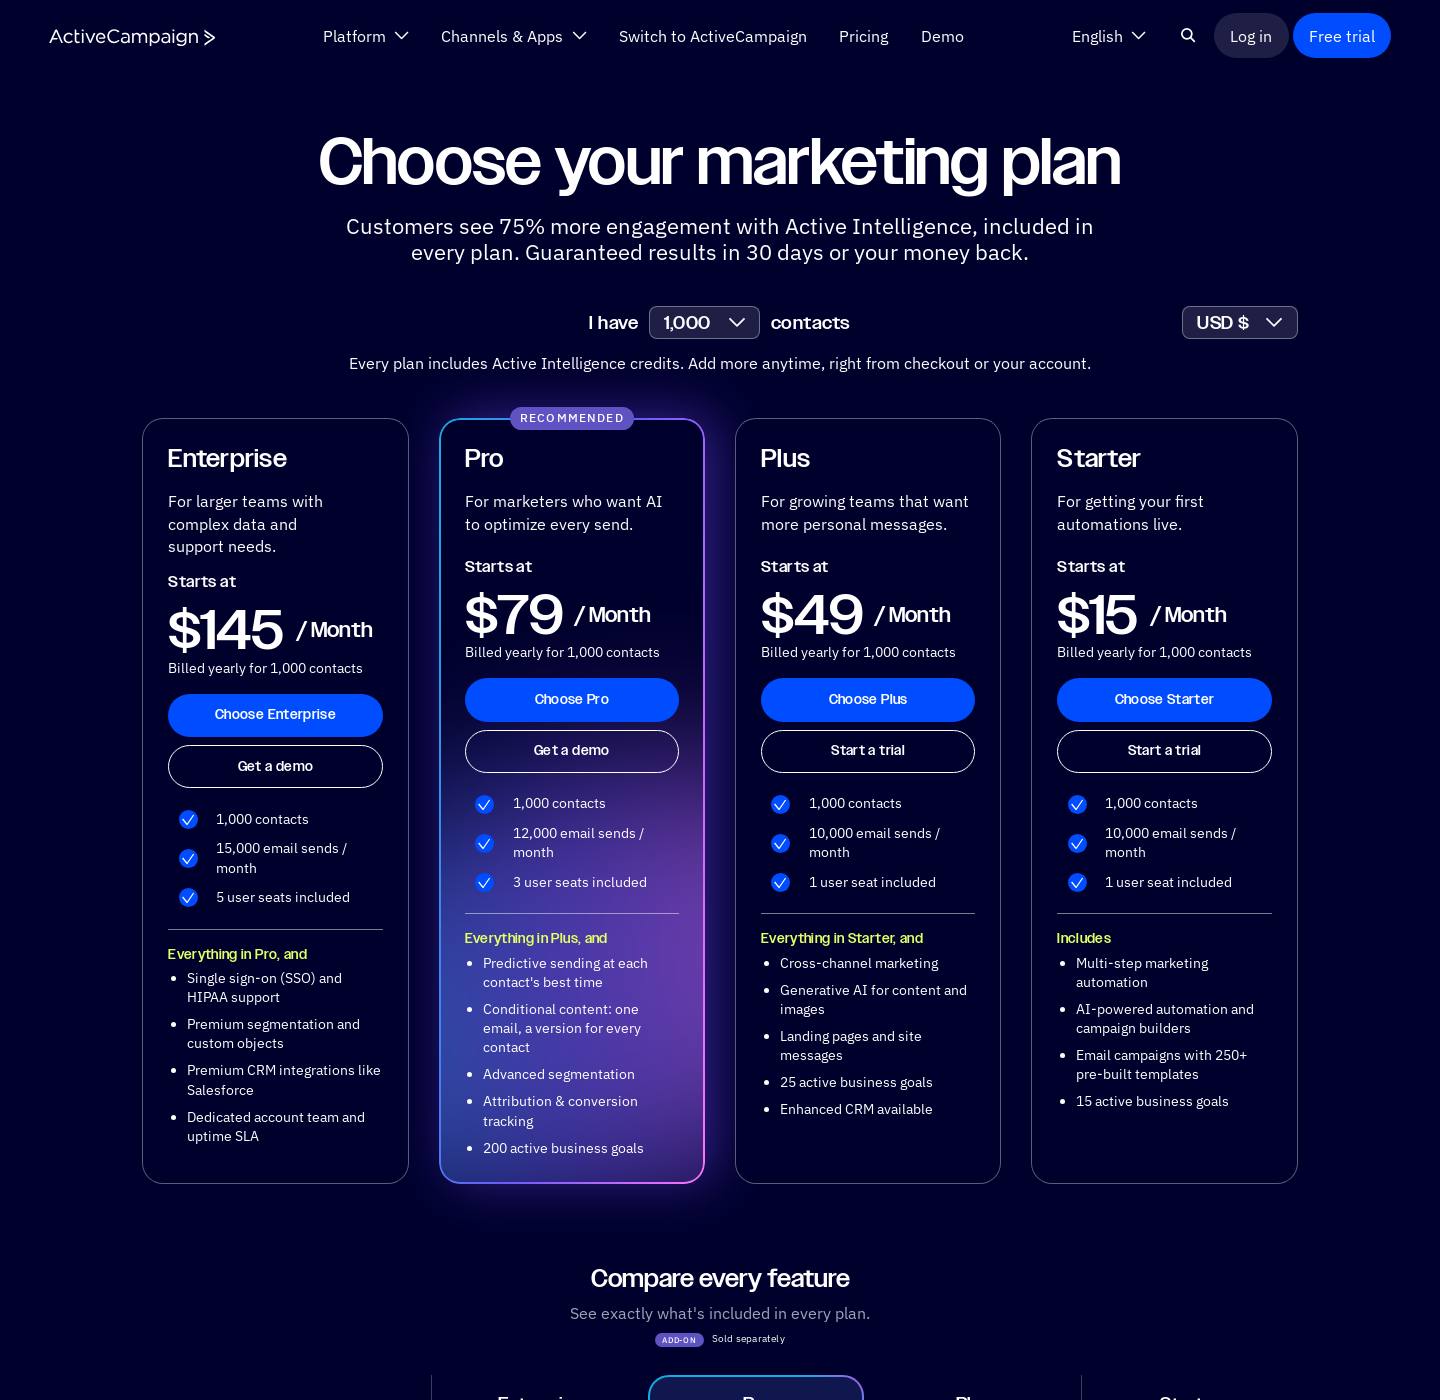 ActiveCampaign
Platform
Channels & Apps
Switch to ActiveCampaign
Pricing
Demo
English
Log in
Free trial
Choose your marketing plan
Customers see 75% more engagement with Active Intelligence, included in
every plan. Guaranteed results in 30 days or your money back.
I have 1,000 contacts
USD $
Every plan includes Active Intelligence credits. Add more anytime, right from checkout or your account.
Enterprise
For larger teams with
complex data and
support needs.
Starts at
$145 / Month
Billed yearly for 1,000 contacts
Choose Enterprise
Get a demo
1,000 contacts
15,000 email sends /
month
5 user seats included
Everything in Pro, and
Single sign-on (SSO) and
HIPAA support
Premium segmentation and
custom objects
Premium CRM integrations like
Salesforce
Dedicated account team and
uptime SLA
RECOMMENDED
Pro
For marketers who want AI
to optimize every send.
Starts at
$79 / Month
Billed yearly for 1,000 contacts
Choose Pro
Get a demo
1,000 contacts
12,000 email sends /
month
3 user seats included
Everything in Plus, and
Predictive sending at each
contact's best time
Conditional content: one
email, a version for every
contact
Advanced segmentation
Attribution & conversion
tracking
200 active business goals
Plus
For growing teams that want
more personal messages.
Starts at
$49 / Month
Billed yearly for 1,000 contacts
Choose Plus
Start a trial
1,000 contacts
10,000 email sends /
month
1 user seat included
Everything in Starter, and
Cross-channel marketing
Generative AI for content and
images
Landing pages and site
messages
25 active business goals
Enhanced CRM available
Starter
For getting your first
automations live.
Starts at
$15 / Month
Billed yearly for 1,000 contacts
Choose Starter
Start a trial
1,000 contacts
10,000 email sends /
month
1 user seat included
Includes
Multi-step marketing
automation
AI-powered automation and
campaign builders
Email campaigns with 250+
pre-built templates
15 active business goals
Compare every feature
See exactly what's included in every plan.
ADD-ON Sold separately